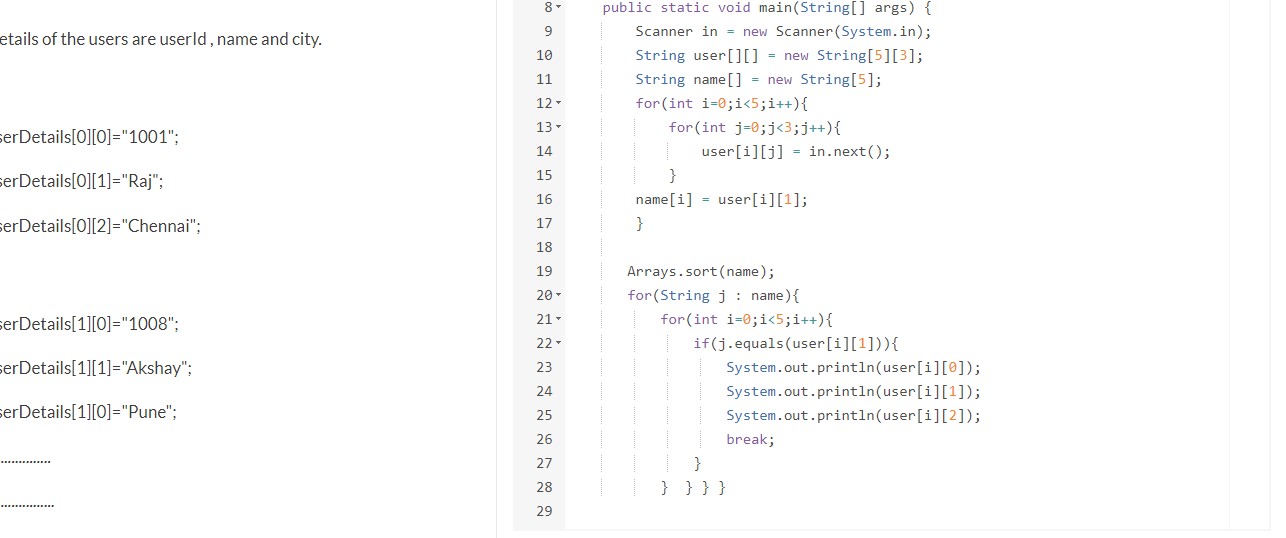 etails of the users are userId , name and city.
serDetails[0][0]="1001";
serDetails[0][1]="Raj";
serDetails[0][2]="Chennai";
serDetails[1][0]="1008";
serDetails[1][1]="Akshay";
serDetails[1][0]="Pune";
...............
................
8 public static void main(String[] args) {
9 Scanner in = new Scanner(System.in);
10 String user[][] = new String[5][3];
11 String name[] = new String[5];
12 for(int i=0;i<5;i++){
13 for(int j=0;j<3;j++){
14 user[i][j] = in.next();
15 }
16 name[i] = user[i][1];
17 }
18
19 Arrays.sort(name);
20 for(String j : name){
21 for(int i=0;i<5;i++){
22 if(j.equals(user[i][1])){
23 System.out.println(user[i][0]);
24 System.out.println(user[i][1]);
25 System.out.println(user[i][2]);
26 break;
27 }
28 } } } }
29